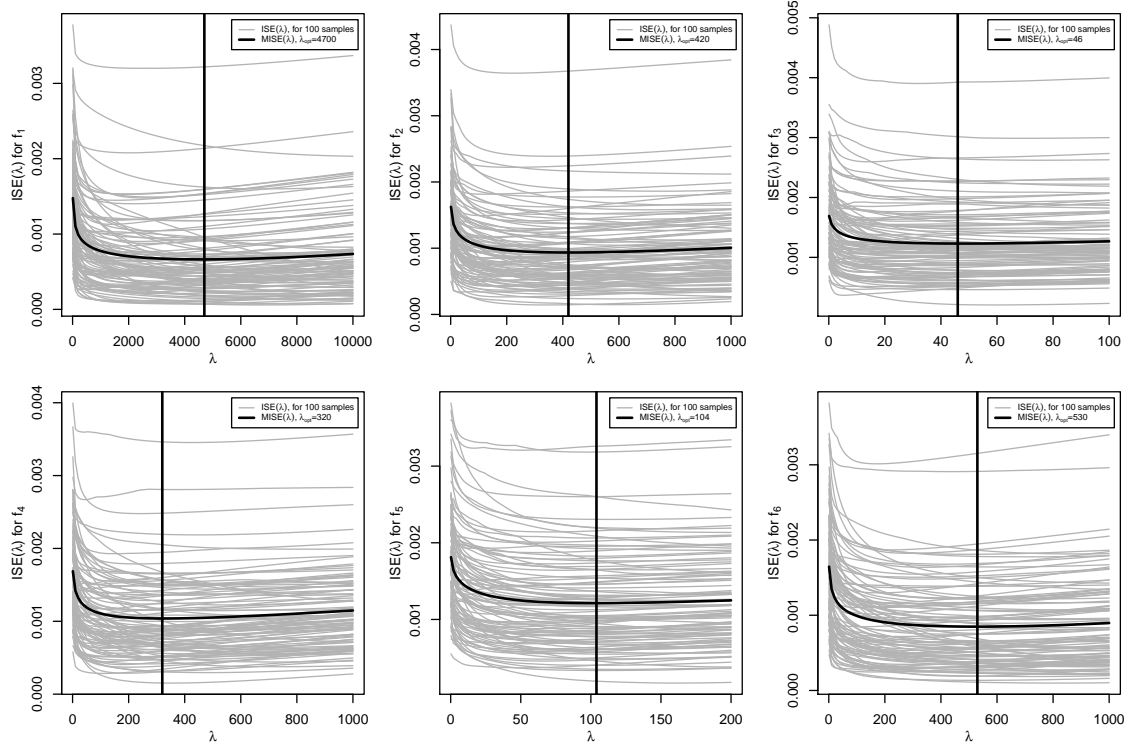 ISE(λ), for 100 samples
MISE(λ), λopt=4700
ISE(λ) for f1
0.000
0.001
0.002
0.003
0
2000
4000
6000
8000
10000
λ
ISE(λ), for 100 samples
MISE(λ), λopt=420
ISE(λ) for f2
0.000
0.001
0.002
0.003
0.004
0
200
400
600
800
1000
λ
ISE(λ), for 100 samples
MISE(λ), λopt=46
ISE(λ) for f3
0.001
0.002
0.003
0.004
0.005
0
20
40
60
80
100
λ
ISE(λ), for 100 samples
MISE(λ), λopt=320
ISE(λ) for f4
0.000
0.001
0.002
0.003
0.004
0
200
400
600
800
1000
λ
ISE(λ), for 100 samples
MISE(λ), λopt=104
ISE(λ) for f5
0.000
0.001
0.002
0.003
0
50
100
150
200
λ
ISE(λ), for 100 samples
MISE(λ), λopt=530
ISE(λ) for f6
0.000
0.001
0.002
0.003
0
200
400
600
800
1000
λ